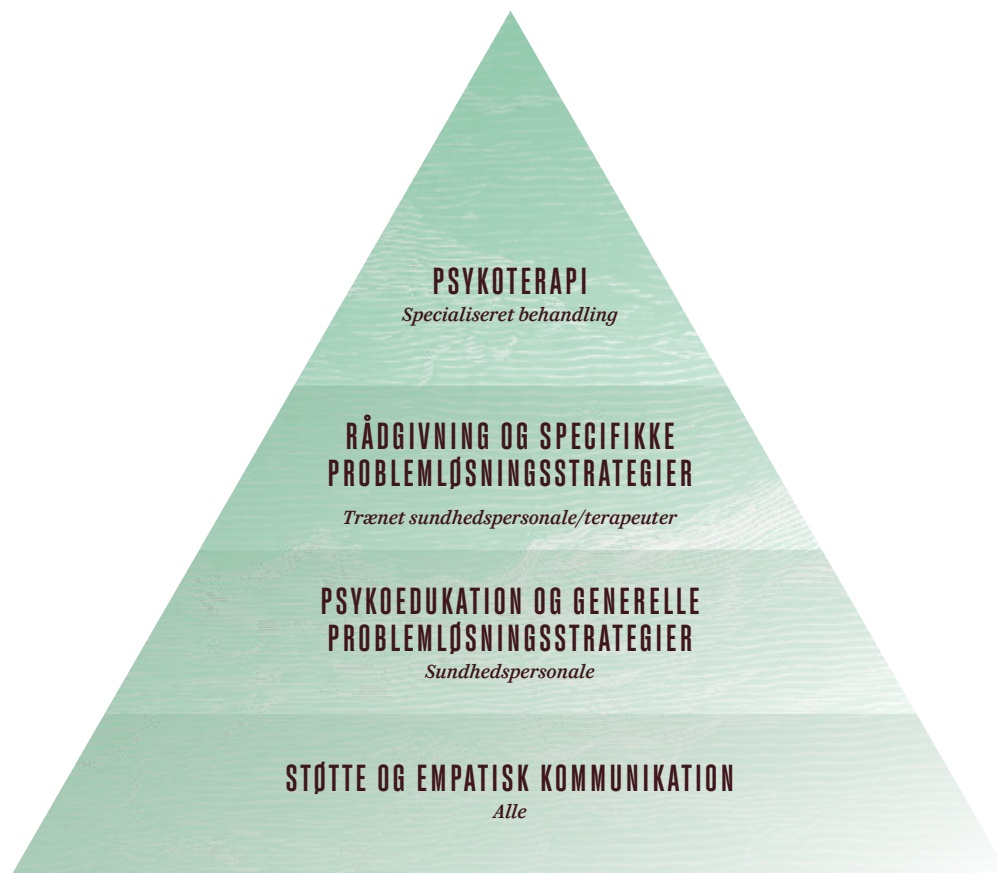 PSYKOTERAPI
Specialiseret behandling
RÅDGIVNING OG SPECIFIKKE
PROBLEMLØSNINGSSTRATEGIER
Trænet sundhedspersonale/terapeuter
PSYKOEDUKATION OG GENERELLE
PROBLEMLØSNINGSSTRATEGIER
Sundhedspersonale
STØTTE OG EMPATISK KOMMUNIKATION
Alle